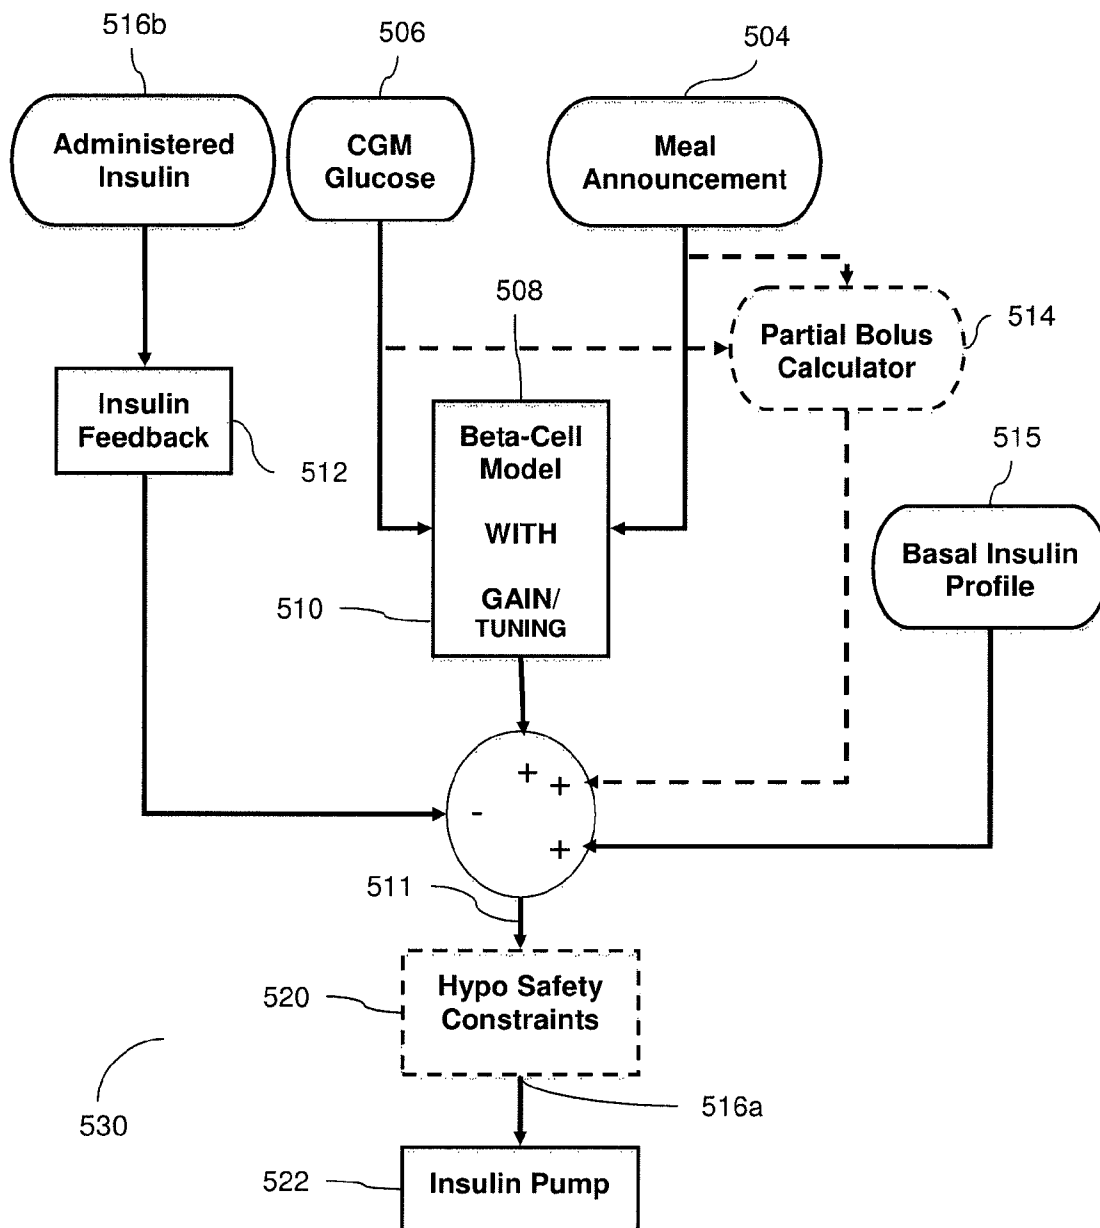 516b
506
504
Administered
Insulin
CGM
Glucose
Meal
Announcement
508
Partial Bolus
Calculator
514
Insulin
Feedback
512
Beta-Cell
Model
WITH
GAIN/
TUNING
510
515
Basal Insulin
Profile
+
+
-
+
511
Hypo Safety
Constraints
520
530
516a
522
Insulin Pump